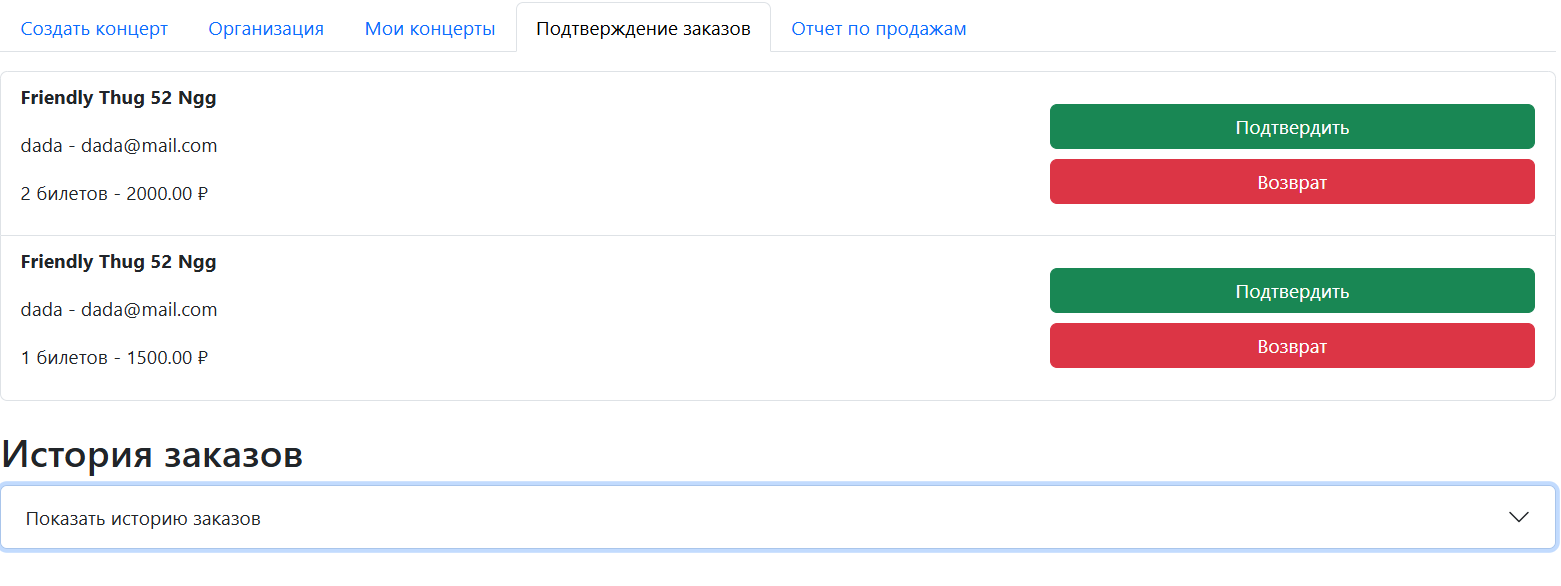 Создать концерт Организация Мои концерты Подтверждение заказов Отчет по продажам
Friendly Thug 52 Ngg
dada - dada@mail.com
2 билетов - 2000.00 ₽
Подтвердить
Возврат
Friendly Thug 52 Ngg
dada - dada@mail.com
1 билетов - 1500.00 ₽
Подтвердить
Возврат
История заказов
Показать историю заказов